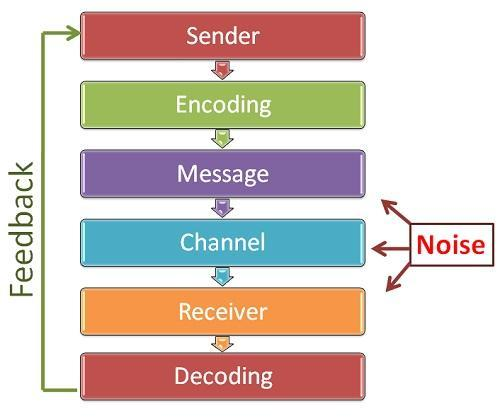 Sender
Encoding
Message
Channel
Receiver
Decoding
Feedback
Noise